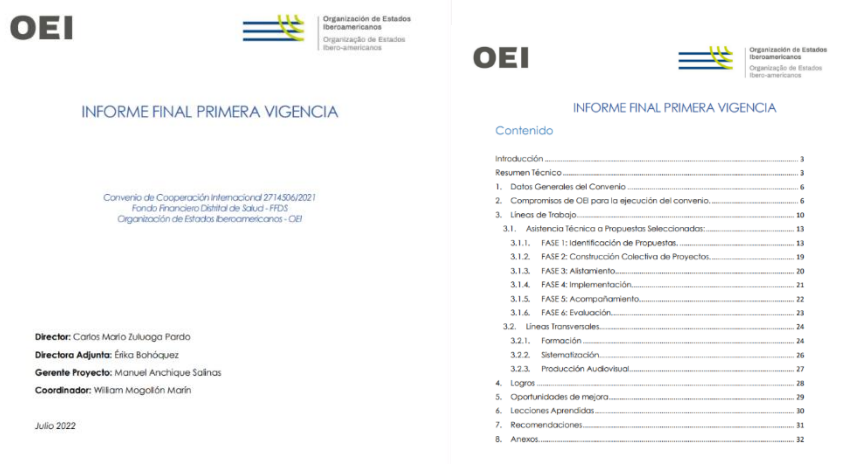 OEI
Organización de Estados
Iberoamericanos
Organização de Estados
Ibero-americanos
INFORME FINAL PRIMERA VIGENCIA
Convenio de Cooperación Internacional 2714506/2021
Fondo Financiero Distrital de Salud - FFDS
Organización de Estados Iberoamericanos - OEI
Director: Carlos Mario Zuluaga Pardo
Directora Adjunta: Érika Bohóquez
Gerente Proyecto: Manuel Anchique Salinas
Coordinador: William Mogollón Marín
Julio 2022
OEI
Organización de Estados
Iberoamericanos
Organização de Estados
Ibero-americanos
INFORME FINAL PRIMERA VIGENCIA
Contenido
Introducción 3
Resumen Técnico 3
1. Datos Generales del Convenio 6
2. Compromisos de OEI para la ejecución del convenio. 6
3. Líneas de Trabajo 10
3.1. Asistencia Técnica a Propuestas Seleccionadas: 13
3.1.1. FASE 1: Identificación de Propuestas. 13
3.1.2. FASE 2: Construcción Colectiva de Proyectos 19
3.1.3. FASE 3: Alistamiento 20
3.1.4. FASE 4: Implementación 21
3.1.5. FASE 5: Acompañamiento 22
3.1.6. FASE 6: Evaluación 23
3.2. Líneas Transversales 24
3.2.1. Formación 24
3.2.2. Sistematización 26
3.2.3. Producción Audiovisual 27
4. Logros 28
5. Oportunidades de mejora 29
6. Lecciones Aprendidas 30
7. Recomendaciones 31
8. Anexos 32